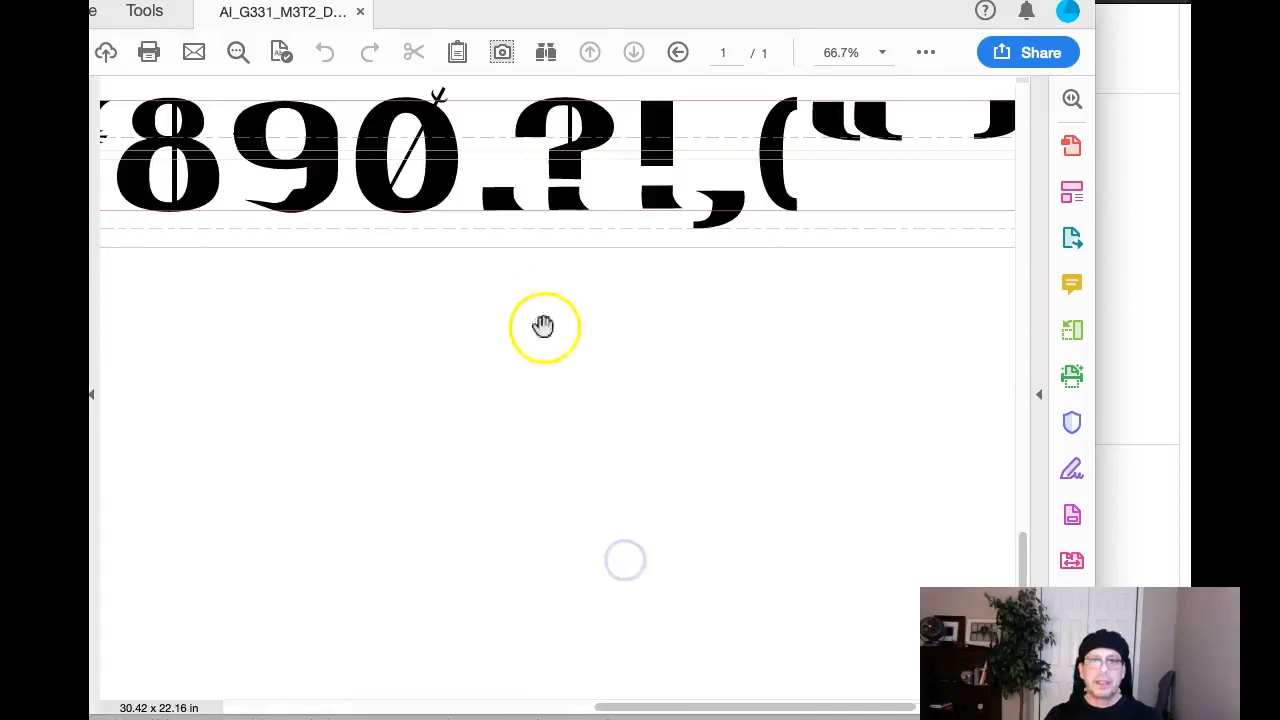 e Tools AI_G331_M3T2_D... ×
1 / 1 66.7% Share
890.?!,(“
30.42 x 22.16 in